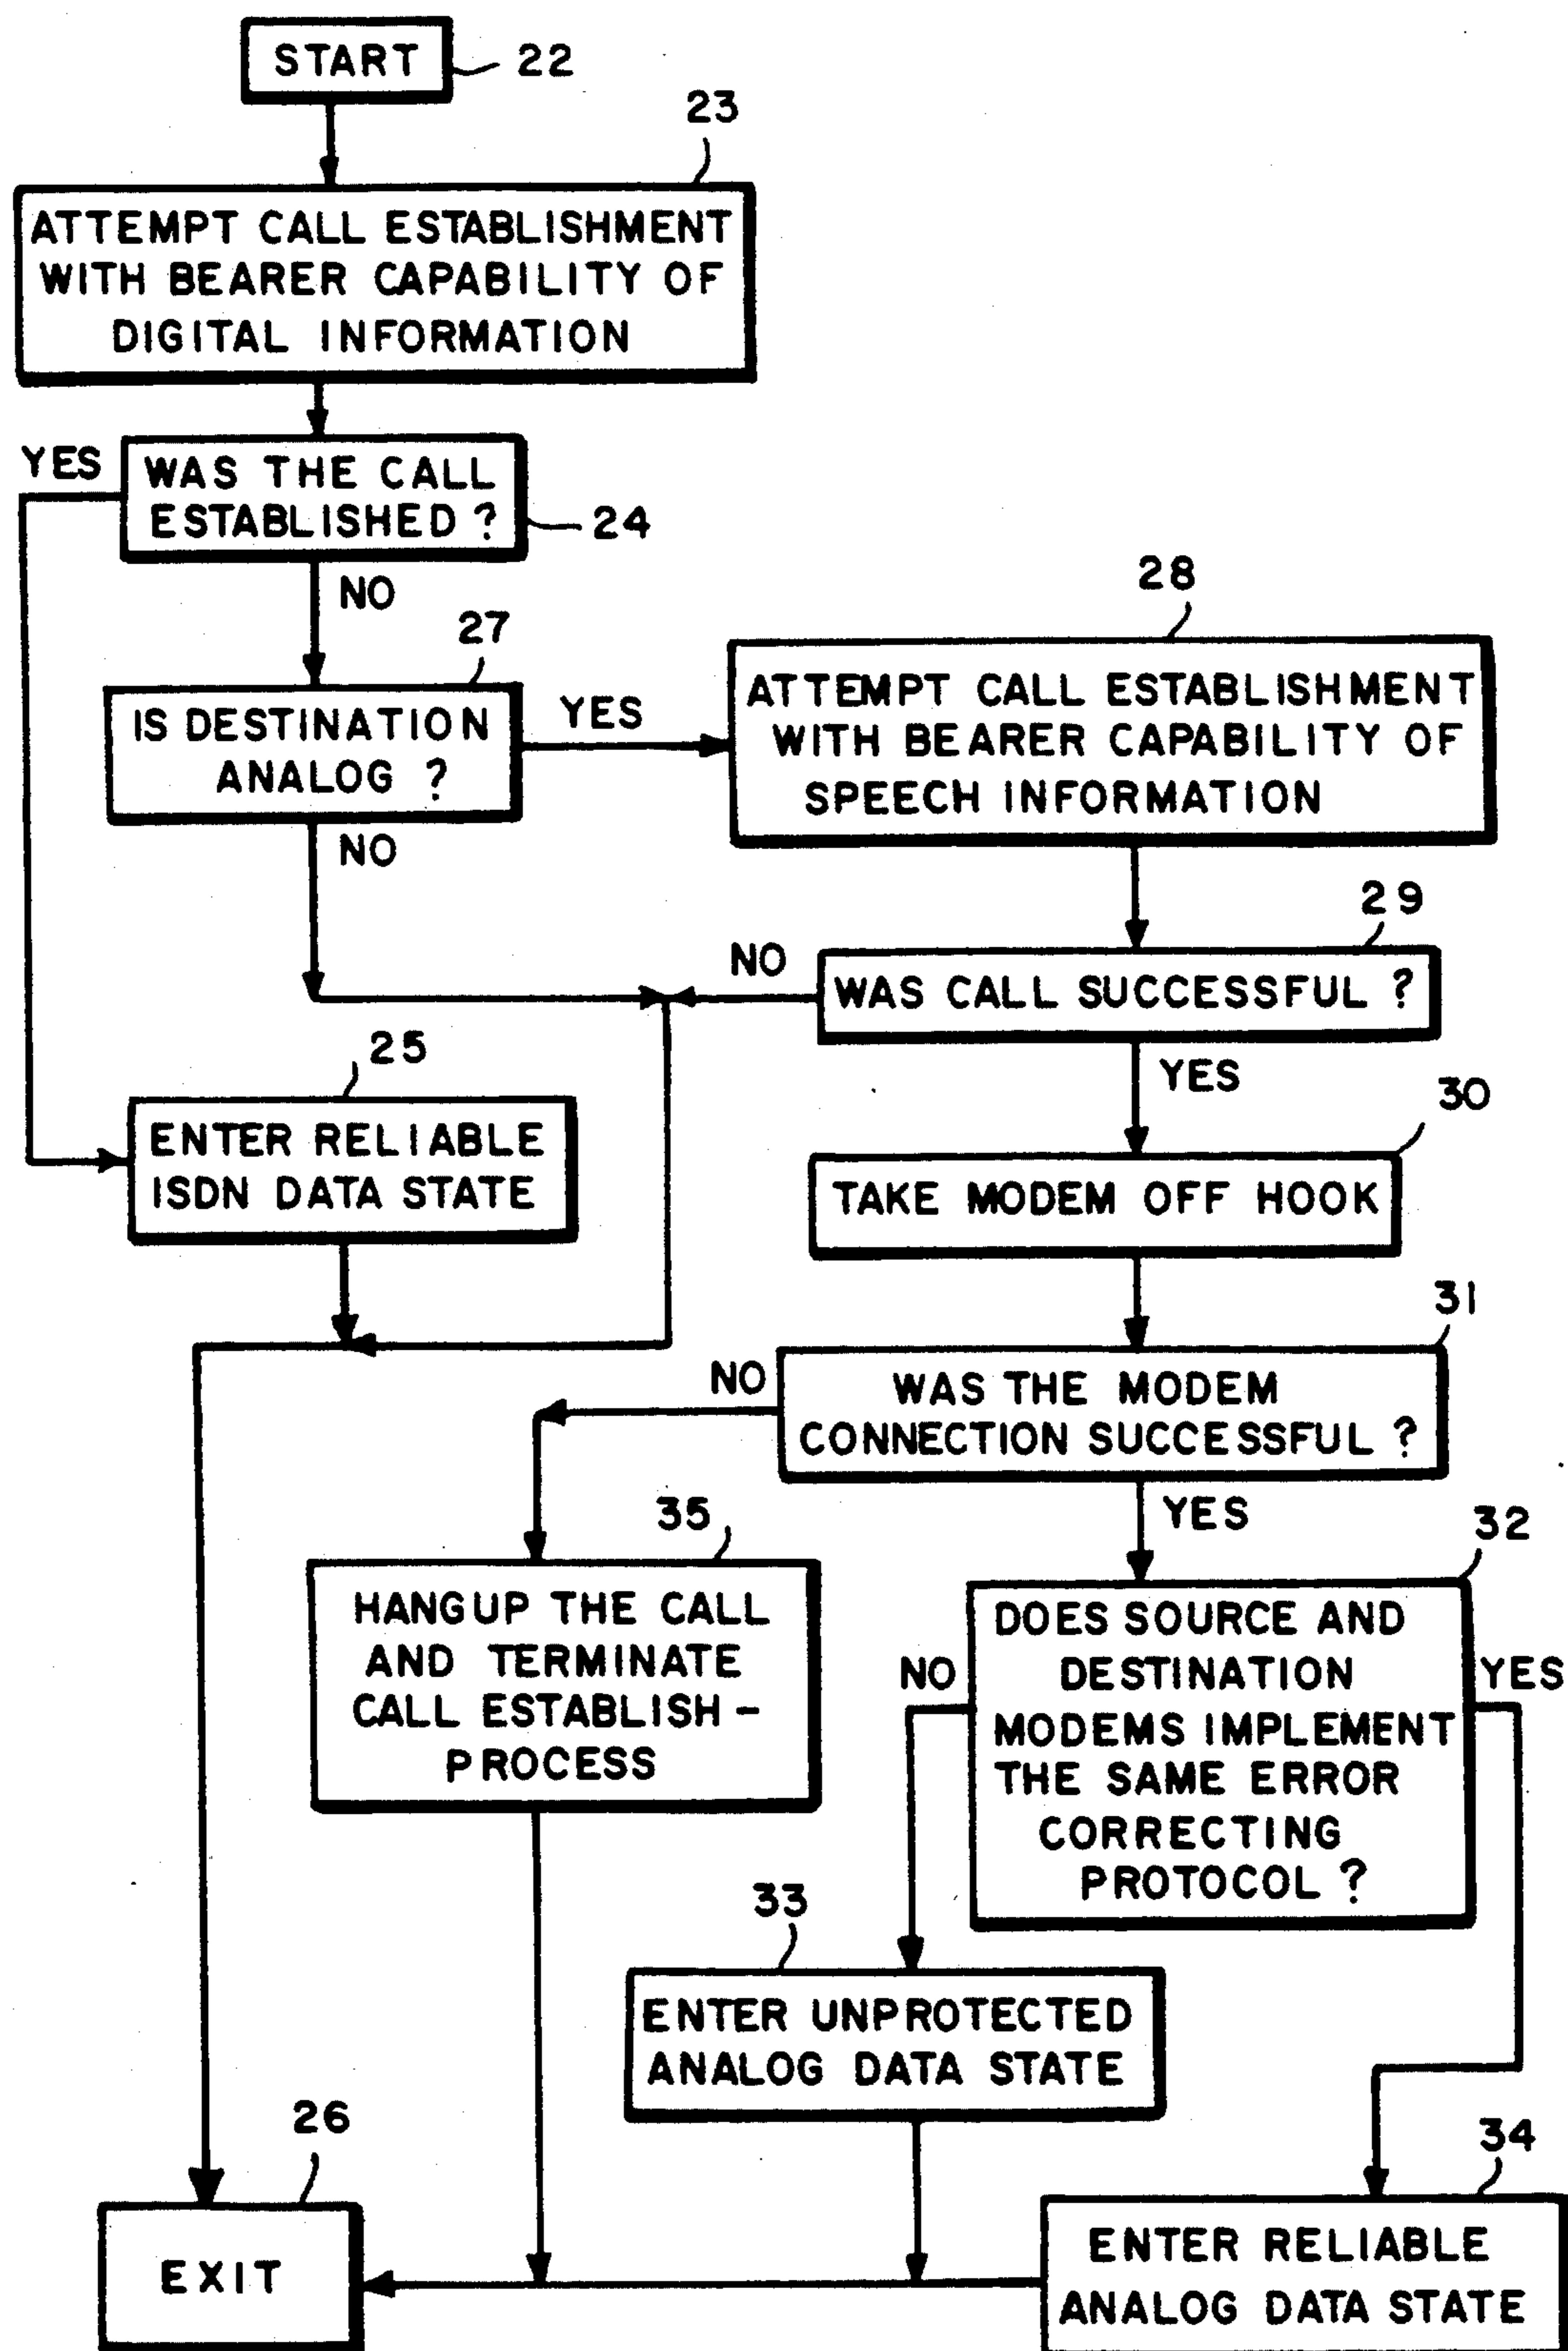 START
22
23
ATTEMPT CALL ESTABLISHMENT
WITH BEARER CAPABILITY OF
DIGITAL INFORMATION
YES
WAS THE CALL
ESTABLISHED ?
24
NO
27
IS DESTINATION
ANALOG ?
YES
28
ATTEMPT CALL ESTABLISHMENT
WITH BEARER CAPABILITY OF
SPEECH INFORMATION
NO
29
WAS CALL SUCCESSFUL ?
NO
YES
25
ENTER RELIABLE
ISDN DATA STATE
30
TAKE MODEM OFF HOOK
31
WAS THE MODEM
CONNECTION SUCCESSFUL ?
NO
YES
35
HANGUP THE CALL
AND TERMINATE
CALL ESTABLISH -
PROCESS
32
DOES SOURCE AND
DESTINATION
MODEMS IMPLEMENT
THE SAME ERROR
CORRECTING
PROTOCOL ?
NO
YES
33
ENTER UNPROTECTED
ANALOG DATA STATE
26
EXIT
34
ENTER RELIABLE
ANALOG DATA STATE